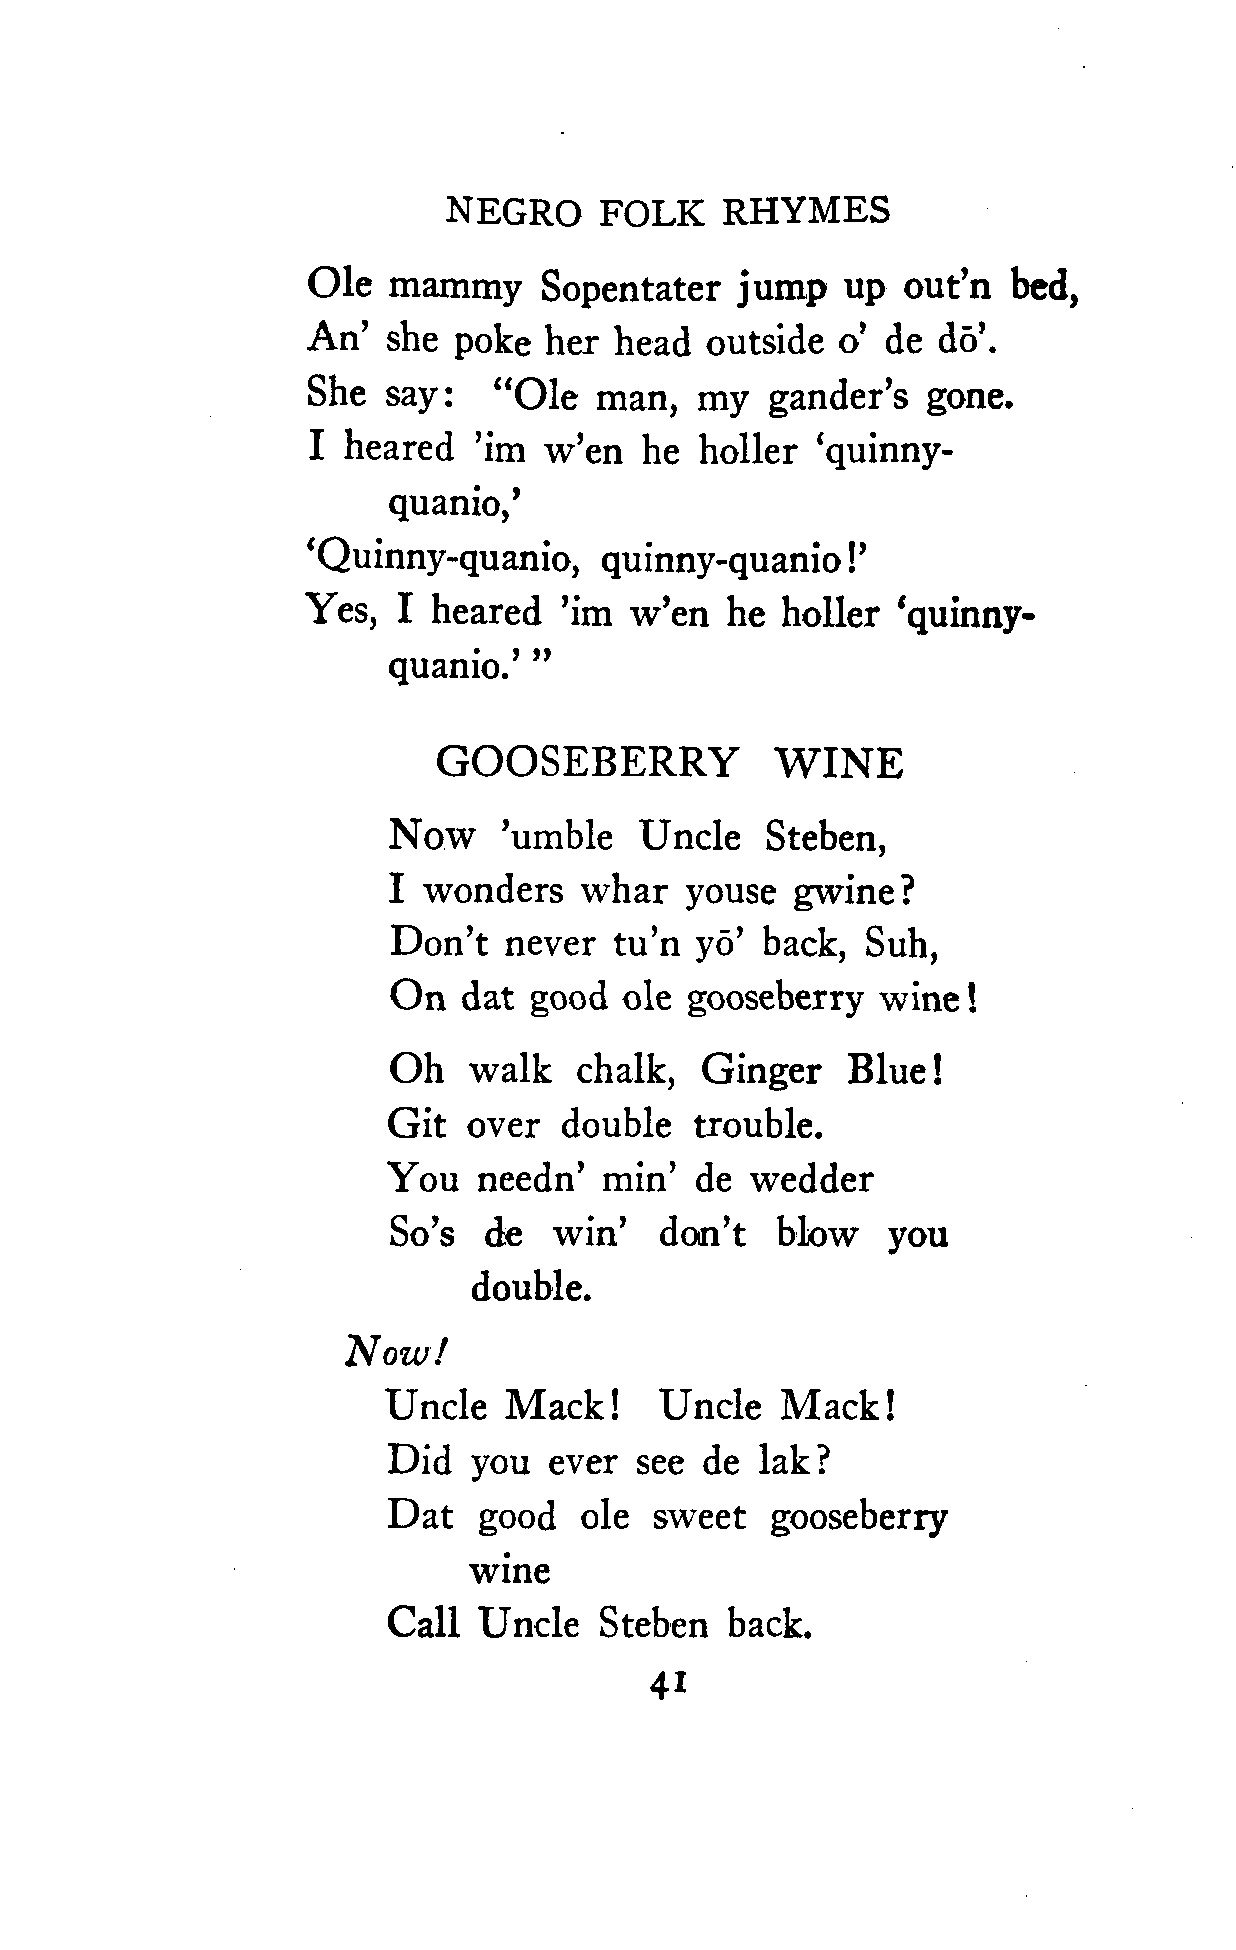 NEGRO FOLK RHYMES
Ole mammy Sopentater jump up out'n bed,
An' she poke her head outside o' de dō'.
She say: "Ole man, my gander's gone.
I heared 'im w'en he holler 'quinny-
quanio,'
'Quinny-quanio, quinny-quanio!'
Yes, I heared 'im w'en he holler 'quinny-
quanio.' "
GOOSEBERRY WINE
Now 'umble Uncle Steben,
I wonders whar youse gwine?
Don't never tu'n yō' back, Suh,
On dat good ole gooseberry wine!
Oh walk chalk, Ginger Blue!
Git over double trouble.
You needn' min' de wedder
So's de win' don't blow you
double.
Now!
Uncle Mack! Uncle Mack!
Did you ever see de lak?
Dat good ole sweet gooseberry
wine
Call Uncle Steben back.
41